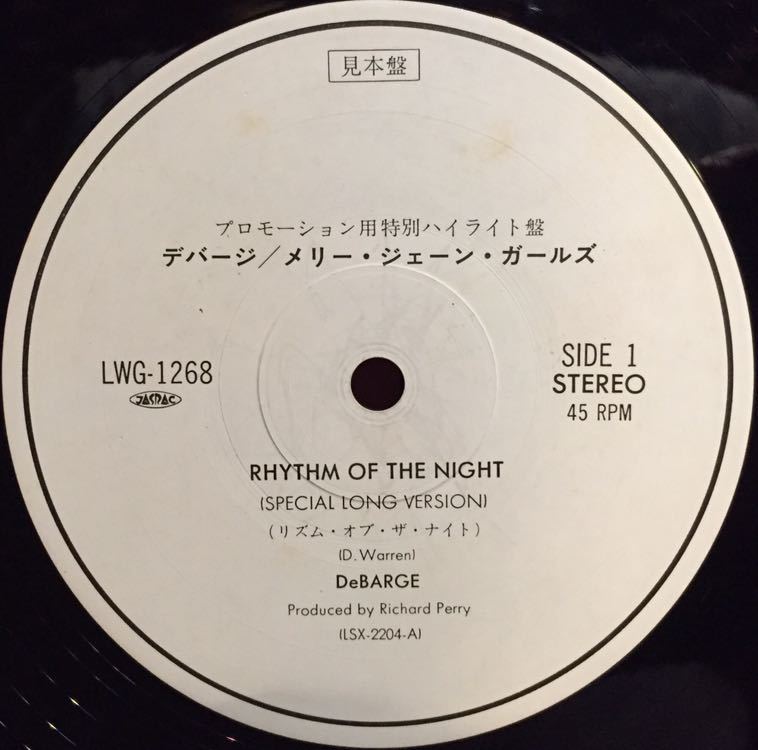 見本盤
プロモーション用特別ハイライト盤
デバージ／メリー・ジェーン・ガールズ
LWG-1268
JASRAC
SIDE 1
STEREO
45 RPM
RHYTHM OF THE NIGHT
(SPECIAL LONG VERSION)
(リズム・オブ・ザ・ナイト)
(D. Warren)
DeBARGE
Produced by Richard Perry
(LSX-2204-A)